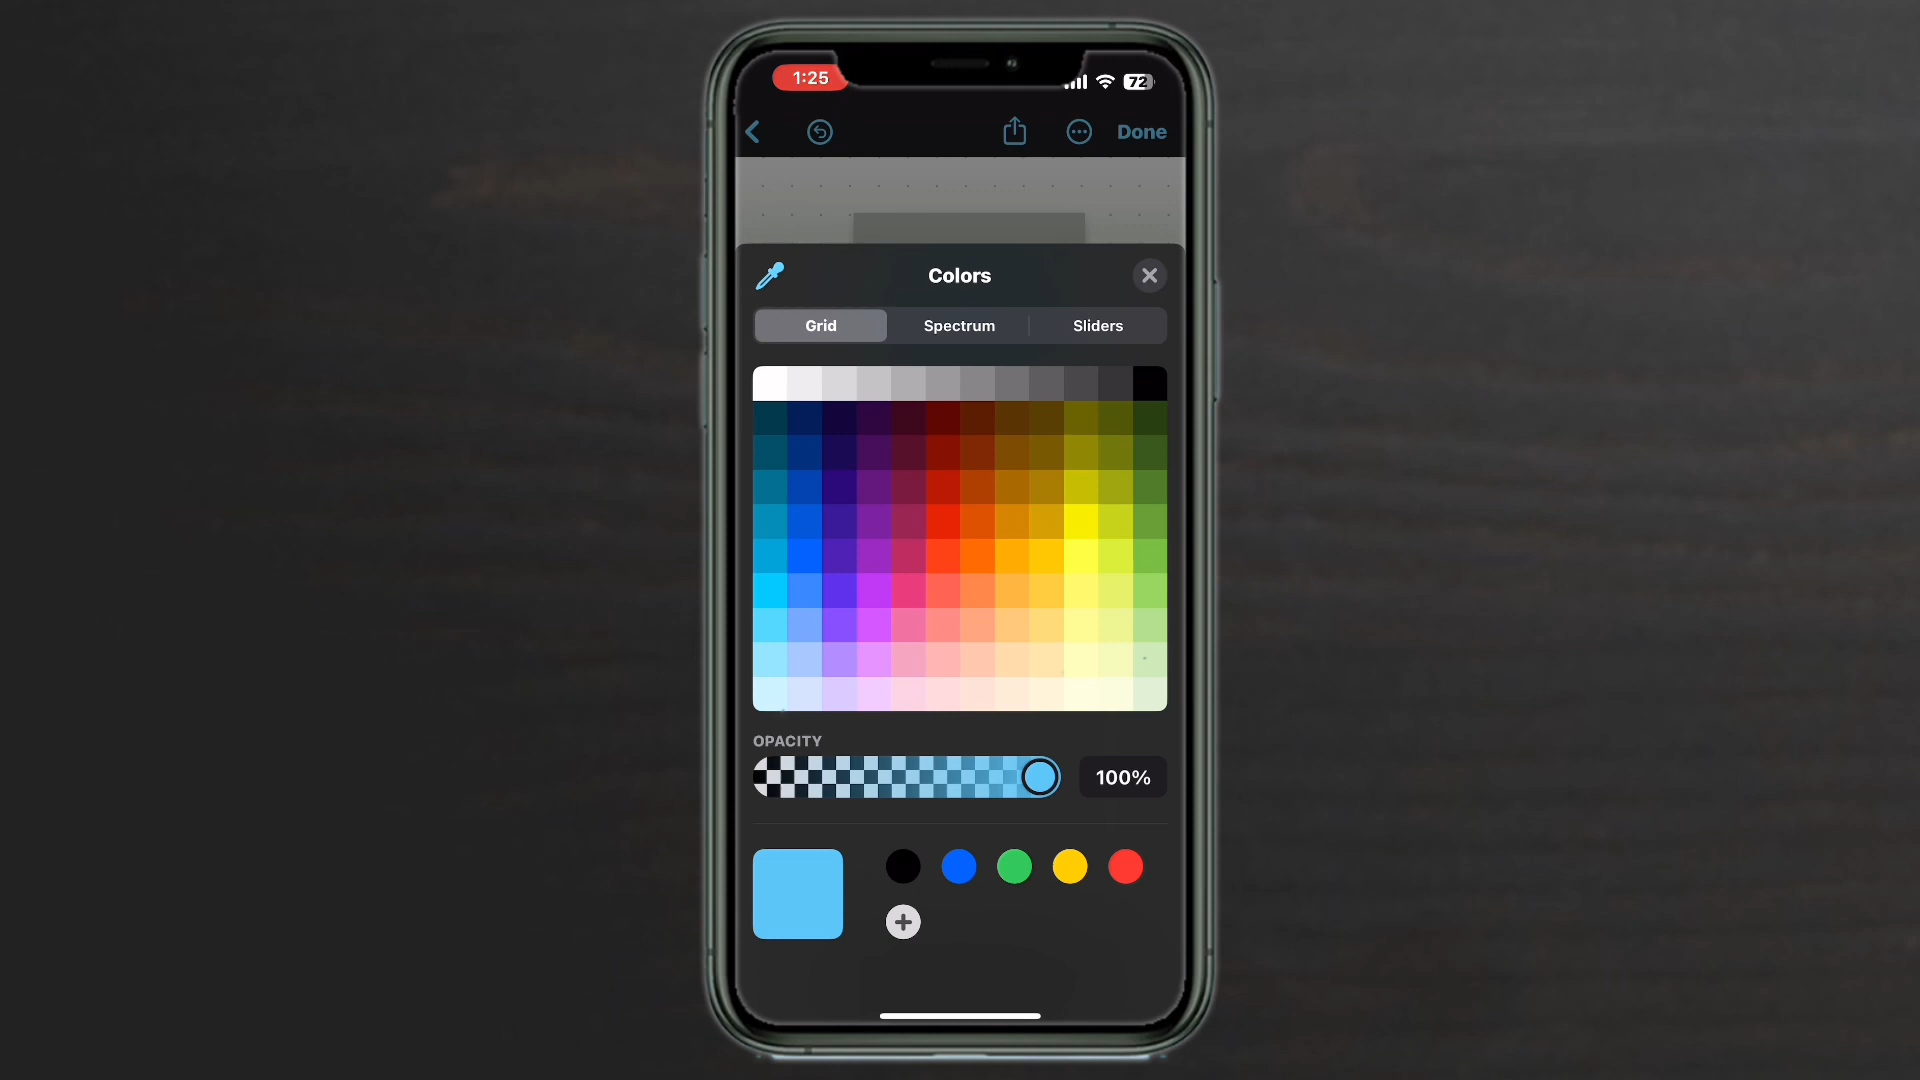 1:25
72
Done
Colors
Grid Spectrum Sliders
OPACITY
100%